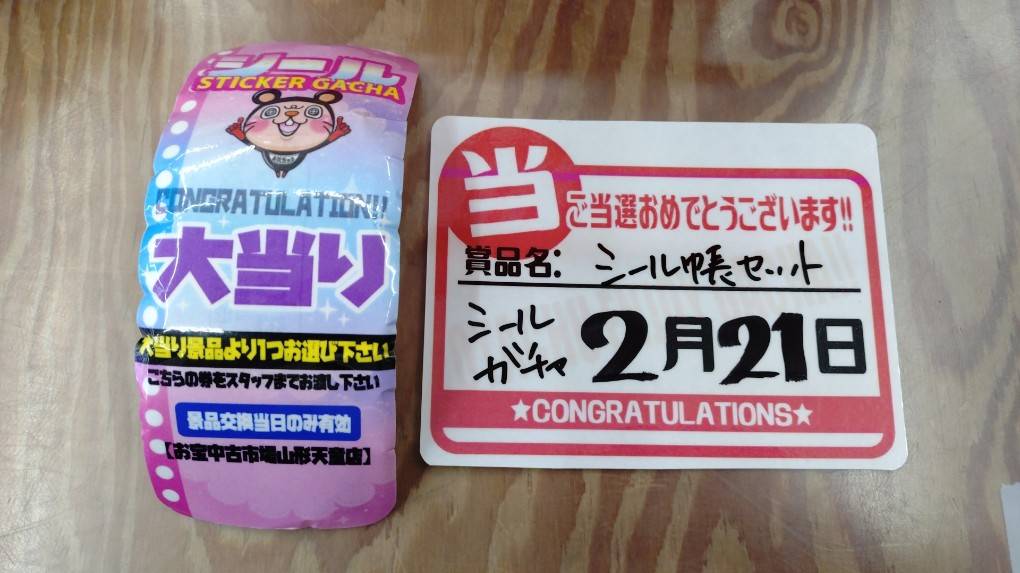 シール
STICKER GACHA
CONGRATULATION!!
大当り
大当り景品より1つお選び下さい
こちらの券をスタッフまでお渡し下さい
景品交換当日のみ有効
【お宝中古市場山形天童店】
当
ご当選おめでとうございます!!
賞品名: シール帳セット
シール
ガチャ
2月21日
★CONGRATULATIONS★